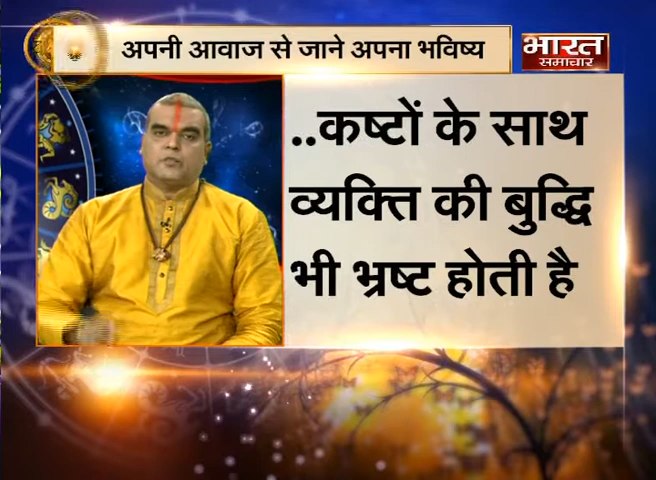 अपनी आवाज से जाने अपना भविष्य
भारत
समाचार
..कष्टों के साथ
व्यक्ति की बुद्धि
भी भ्रष्ट होती है